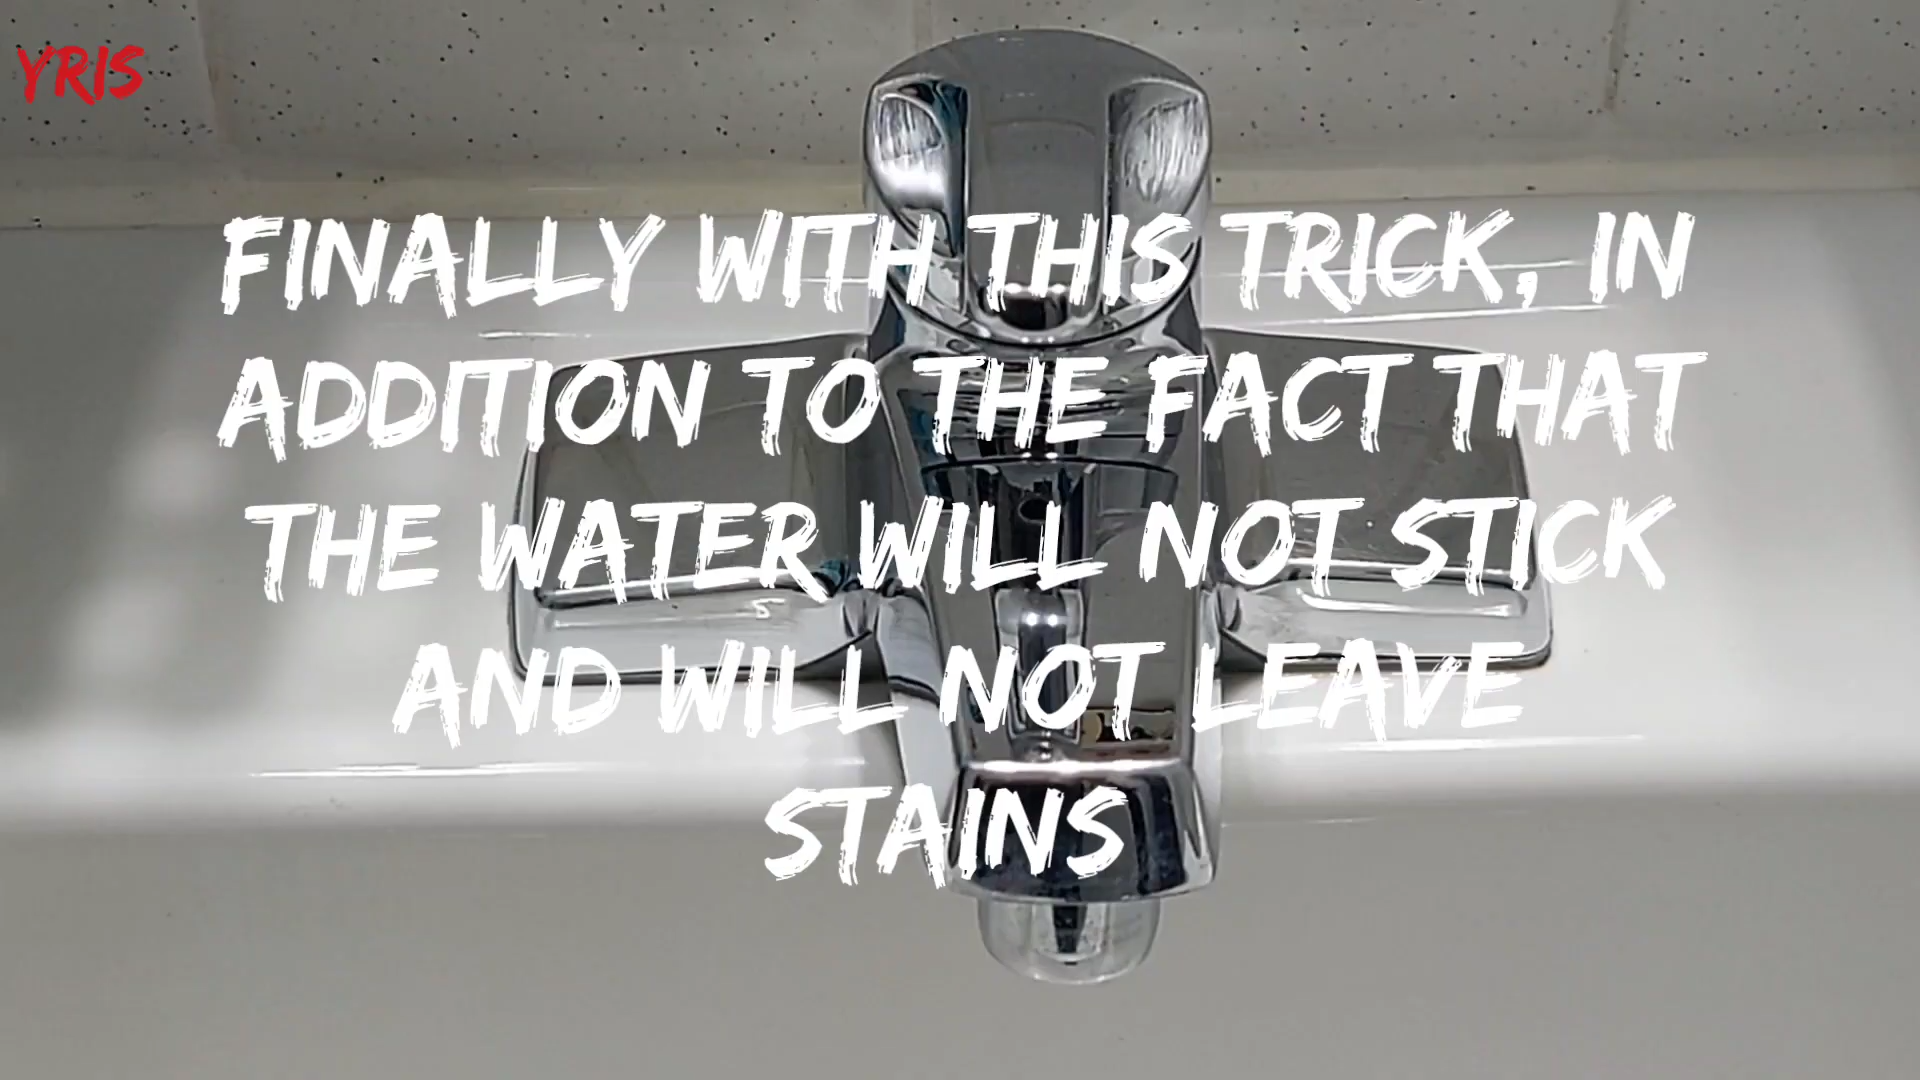 YRIS
FINALLY WITH THIS TRICK, IN
ADDITION TO THE FACT THAT
THE WATER WILL NOT STICK
AND WILL NOT LEAVE
STAINS